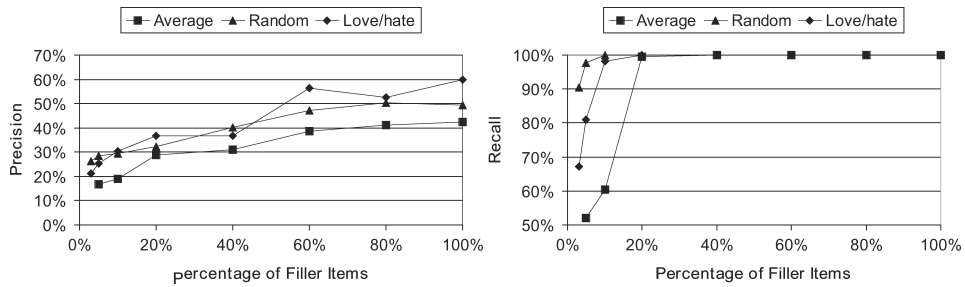 Average Random Love/hate
70%
60%
50%
40%
30%
20%
10%
0%
Precision
0% 20% 40% 60% 80% 100%
Percentage of Filler Items
Average Random Love/hate
100%
90%
80%
70%
60%
50%
Recall
0% 20% 40% 60% 80% 100%
Percentage of Filler Items